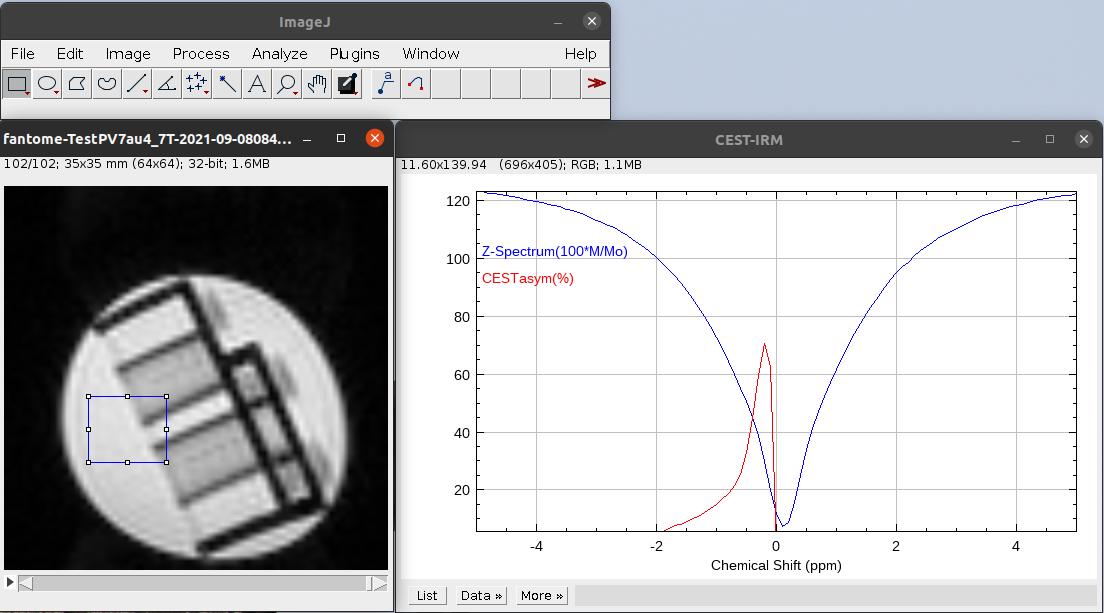 ImageJ
File Edit Image Process Analyze Plugins Window Help
A a
fantome-TestPV7au4_7T-2021-09-08084...
102/102; 35x35 mm (64x64); 32-bit; 1.6MB
CEST-IRM
11.60x139.94 (696x405); RGB; 1.1MB
120
100
80
60
40
20
Z-Spectrum(100*M/Mo)
CESTasym(%)
-4 -2 0 2 4
Chemical Shift (ppm)
List Data » More »